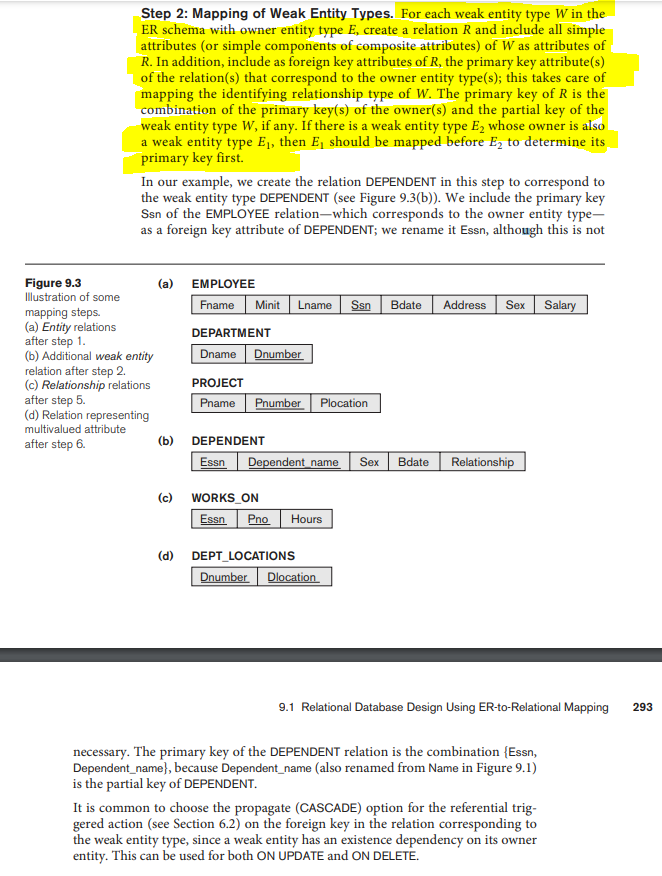 Step 2: Mapping of Weak Entity Types. For each weak entity type W in the
ER schema with owner entity type E, create a relation R and include all simple
attributes (or simple components of composite attributes) of W as attributes of
R. In addition, include as foreign key attributes of R, the primary key attribute(s)
of the relation(s) that correspond to the owner entity type(s); this takes care of
mapping the identifying relationship type of W. The primary key of R is the
combination of the primary key(s) of the owner(s) and the partial key of the
weak entity type W, if any. If there is a weak entity type E₂ whose owner is also
a weak entity type E₁, then E₁ should be mapped before E₂ to determine its
primary key first.
In our example, we create the relation DEPENDENT in this step to correspond to
the weak entity type DEPENDENT (see Figure 9.3(b)). We include the primary key
Ssn of the EMPLOYEE relation—which corresponds to the owner entity type—
as a foreign key attribute of DEPENDENT; we rename it Essn, although this is not
Figure 9.3
Illustration of some
mapping steps.
(a) Entity relations
after step 1.
(b) Additional weak entity
relation after step 2.
(c) Relationship relations
after step 5.
(d) Relation representing
multivalued attribute
after step 6.
(a) EMPLOYEE
Fname Minit Lname Ssn Bdate Address Sex Salary
DEPARTMENT
Dname Dnumber
PROJECT
Pname Pnumber Plocation
(b) DEPENDENT
Essn Dependent_name Sex Bdate Relationship
(c) WORKS_ON
Essn Pno Hours
(d) DEPT_LOCATIONS
Dnumber Dlocation
9.1 Relational Database Design Using ER-to-Relational Mapping 293
necessary. The primary key of the DEPENDENT relation is the combination {Essn,
Dependent_name}, because Dependent_name (also renamed from Name in Figure 9.1)
is the partial key of DEPENDENT.
It is common to choose the propagate (CASCADE) option for the referential trig-
gered action (see Section 6.2) on the foreign key in the relation corresponding to
the weak entity type, since a weak entity has an existence dependency on its owner
entity. This can be used for both ON UPDATE and ON DELETE.